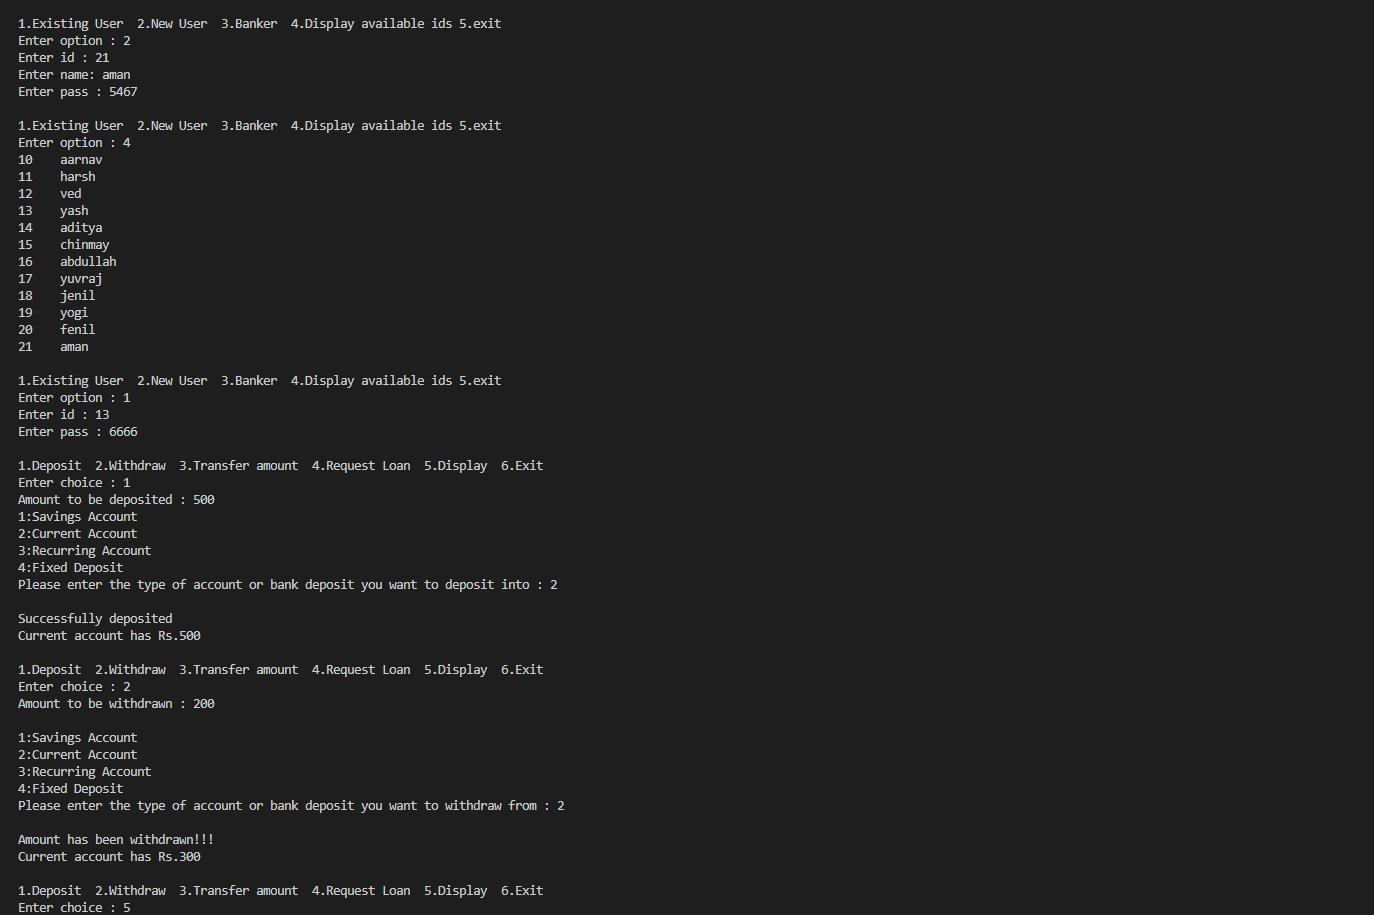 1.Existing User  2.New User  3.Banker  4.Display available ids 5.exit
Enter option : 2
Enter id : 21
Enter name: aman
Enter pass : 5467
1.Existing User  2.New User  3.Banker  4.Display available ids 5.exit
Enter option : 4
10    aarnav
11    harsh
12    ved
13    yash
14    aditya
15    chinmay
16    abdullah
17    yuvraj
18    jenil
19    yogi
20    fenil
21    aman
1.Existing User  2.New User  3.Banker  4.Display available ids 5.exit
Enter option : 1
Enter id : 13
Enter pass : 6666
1.Deposit  2.Withdraw  3.Transfer amount  4.Request Loan  5.Display  6.Exit
Enter choice : 1
Amount to be deposited : 500
1:Savings Account
2:Current Account
3:Recurring Account
4:Fixed Deposit
Please enter the type of account or bank deposit you want to deposit into : 2
Successfully deposited
Current account has Rs.500
1.Deposit  2.Withdraw  3.Transfer amount  4.Request Loan  5.Display  6.Exit
Enter choice : 2
Amount to be withdrawn : 200
1:Savings Account
2:Current Account
3:Recurring Account
4:Fixed Deposit
Please enter the type of account or bank deposit you want to withdraw from : 2
Amount has been withdrawn!!!
Current account has Rs.300
1.Deposit  2.Withdraw  3.Transfer amount  4.Request Loan  5.Display  6.Exit
Enter choice : 5